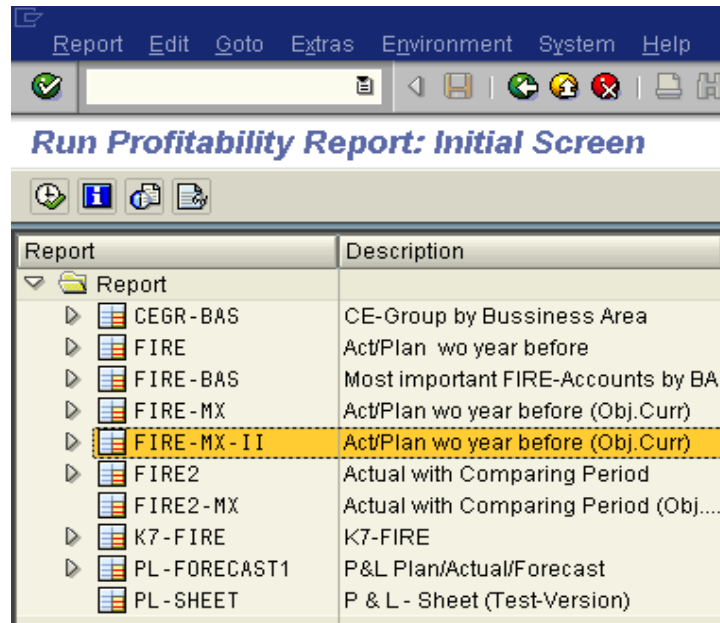 Report Edit Goto Extras Environment System Help
Run Profitability Report: Initial Screen
Report Description
Report
CEGR-BAS CE-Group by Bussiness Area
FIRE Act/Plan wo year before
FIRE-BAS Most important FIRE-Accounts by BA
FIRE-MX Act/Plan wo year before (Obj.Curr)
FIRE-MX-II Act/Plan wo year before (Obj.Curr)
FIRE2 Actual with Comparing Period
FIRE2-MX Actual with Comparing Period (Obj....
K7-FIRE K7-FIRE
PL-FORECAST1 P&L Plan/Actual/Forecast
PL-SHEET P & L - Sheet (Test-Version)